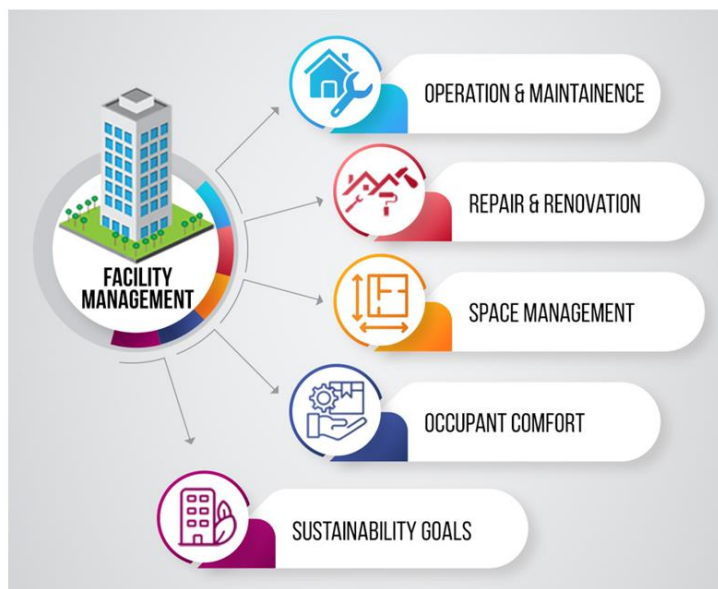 FACILITY
MANAGEMENT
OPERATION & MAINTAINENCE
REPAIR & RENOVATION
SPACE MANAGEMENT
OCCUPANT COMFORT
SUSTAINABILITY GOALS